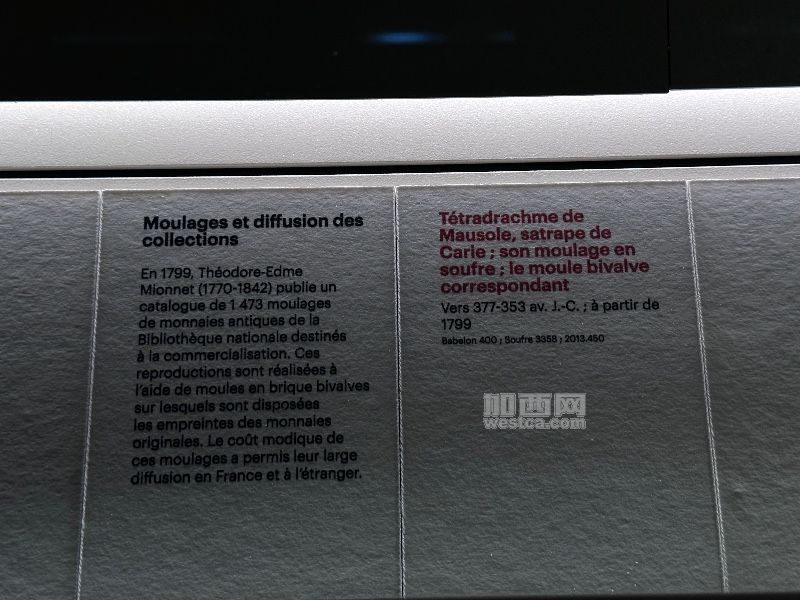 Moulages et diffusion des
collections
En 1799, Théodore-Edme
Mionnet (1770-1842) publie un
catalogue de 1 473 moulages
de monnaies antiques de la
Bibliothèque nationale destinés
à la commercialisation. Ces
reproductions sont réalisées à
l'aide de moules en brique bivalves
sur lesquels sont disposées
les empreintes des monnaies
originales. Le coût modique de
ces moulages a permis leur large
diffusion en France et à l'étranger.
Tétradrachme de
Mausole, satrape de
Carie ; son moulage en
soufre ; le moule bivalve
correspondant
Vers 377-353 av. J.-C. ; à partir de
1799
Babelon 400 ; Soufre 3358 ; 2013.450
加西网
westca.com